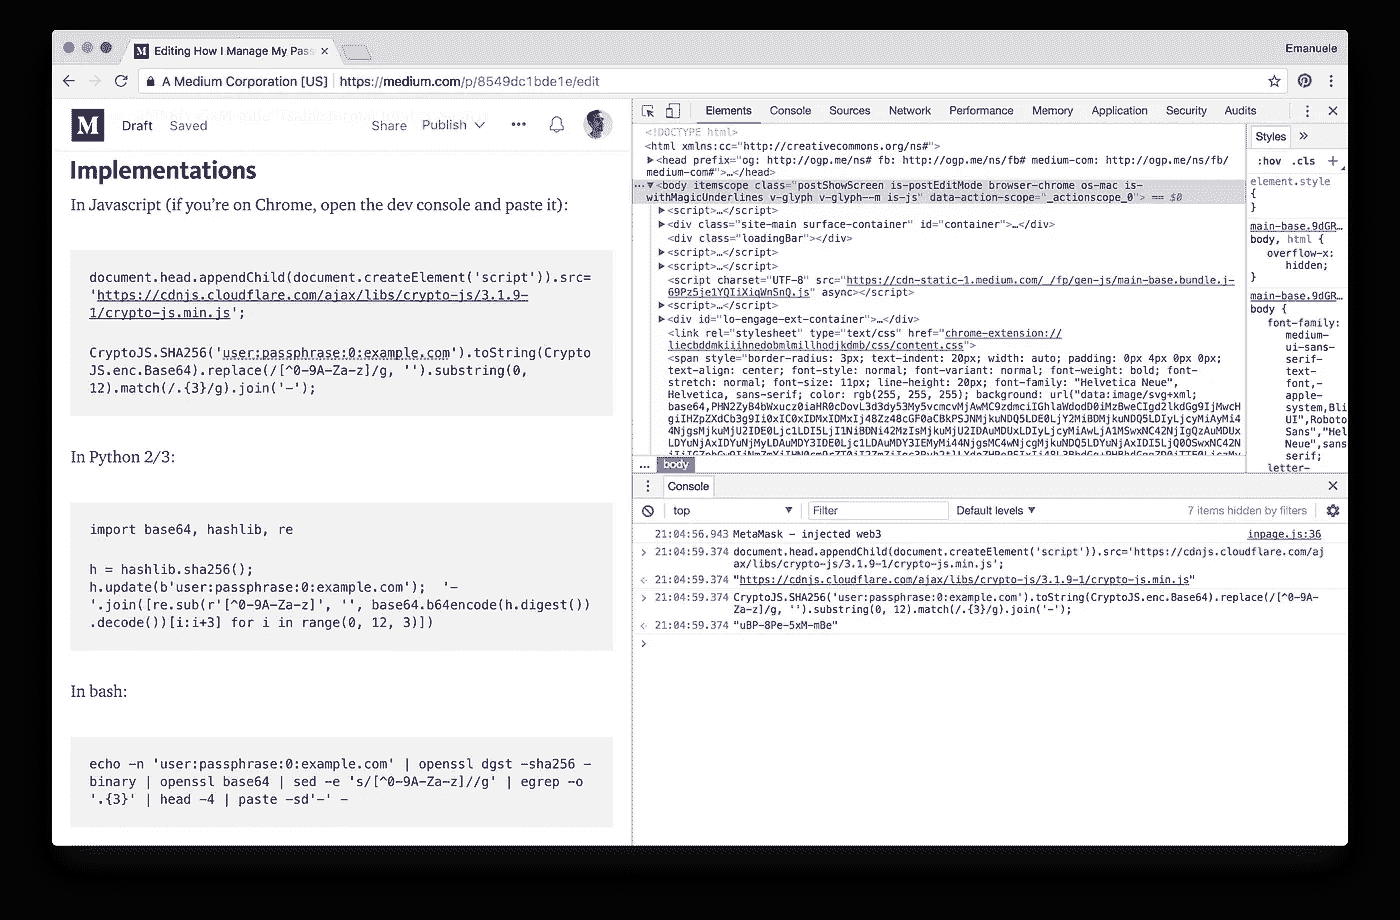 Editing How I Manage My Pas
Emanuele
A Medium Corporation [US] https://medium.com/p/8549dc1bde1e/edit
M Draft Saved Share Publish
Implementations
In Javascript (if you're on Chrome, open the dev console and paste it):
document.head.appendChild(document.createElement('script')).src=
'https://cdnjs.cloudflare.com/ajax/libs/crypto-js/3.1.9-
1/crypto-js.min.js';
CryptoJS.SHA256('user:passphrase:0:example.com').toString(Crypto
JS.enc.Base64).replace(/[^0-9A-Za-z]/g, '').substring(0,
12).match(/.{3}/g).join('-');
In Python 2/3:
import base64, hashlib, re
h = hashlib.sha256();
h.update(b'user:passphrase:0:example.com');  '-
'.join([re.sub(r'[^0-9A-Za-z]', '', base64.b64encode(h.digest())
.decode())[i:i+3] for i in range(0, 12, 3)])
In bash:
echo -n 'user:passphrase:0:example.com' | openssl dgst -sha256 -
binary | openssl base64 | sed -e 's/[^0-9A-Za-z]//g' | egrep -o
'.{3}' | head -4 | paste -sd'-' -
Elements Console Sources Network Performance Memory Application Security Audits
<!DOCTYPE html>
<html xmlns:cc="http://creativecommons.org/ns#">
<head prefix="og: http://ogp.me/ns# fb: http://ogp.me/ns/fb# medium-com: http://ogp.me/ns/fb/
medium-com#">…</head>
<body itemscope class="postShowScreen is-postEditMode browser-chrome os-mac is-
withMagicUnderlines v-glyph v-glyph--m is-js" data-action-scope="_actionscope_0"> == $0
<script>…</script>
<div class="site-main surface-container" id="container">…</div>
<div class="loadingBar"></div>
<script>…</script>
<script>…</script>
<script charset="UTF-8" src="https://cdn-static-1.medium.com/_/fp/gen-js/main-base.bundle.j-
69Pz5je1YQIiXiqWnSnQ.js" async></script>
<script>…</script>
<div id="lo-engage-ext-container">…</div>
<link rel="stylesheet" type="text/css" href="chrome-extension://
liecbddmkiiihnedobmlmillhodjkdmb/css/content.css">
<span style="border-radius: 3px; text-indent: 20px; width: auto; padding: 0px 4px 0px 0px;
text-align: center; font-style: normal; font-variant: normal; font-weight: bold; font-
stretch: normal; font-size: 11px; line-height: 20px; font-family: "Helvetica Neue",
Helvetica, sans-serif; color: rgb(255, 255, 255); background: url("data:image/svg+xml;
... body
Styles
:hov .cls +
element.style
{
}
main-base.9dGR…
body, html {
overflow-x:
hidden;
}
main-base.9dGR…
body {
font-family:
medium-
ui-sans-
serif-
text-
font,-
apple-
system,Bli
UI",Roboto
Sans","Hel
Neue",sans
serif;
letter-
Console
top Filter Default levels 7 items hidden by filters
21:04:56.943 MetaMask - injected web3 inpage.js:36
21:04:59.374 document.head.appendChild(document.createElement('script')).src='https://cdnjs.cloudflare.com/aj
ax/libs/crypto-js/3.1.9-1/crypto-js.min.js';
21:04:59.374 "https://cdnjs.cloudflare.com/ajax/libs/crypto-js/3.1.9-1/crypto-js.min.js"
21:04:59.374 CryptoJS.SHA256('user:passphrase:0:example.com').toString(CryptoJS.enc.Base64).replace(/[^0-9A-
Za-z]/g, '').substring(0, 12).match(/.{3}/g).join('-');
21:04:59.374 "uBP-8Pe-5xM-mBe"